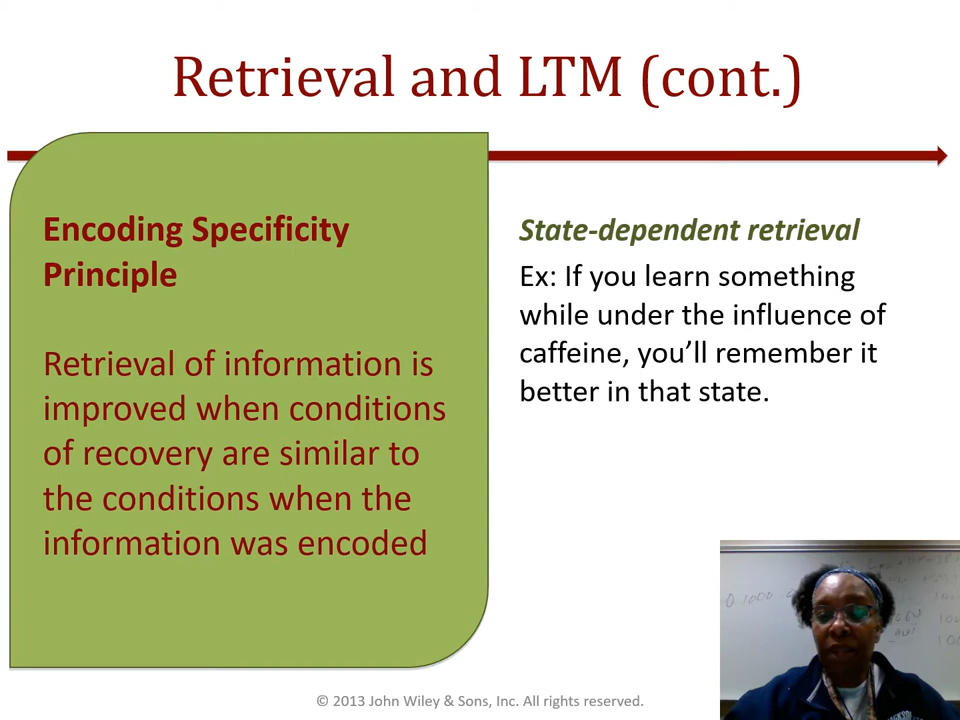 Retrieval and LTM (cont.)
Encoding Specificity
Principle
Retrieval of information is
improved when conditions
of recovery are similar to
the conditions when the
information was encoded
State-dependent retrieval
Ex: If you learn something
while under the influence of
caffeine, you’ll remember it
better in that state.
© 2013 John Wiley & Sons, Inc. All rights reserved.